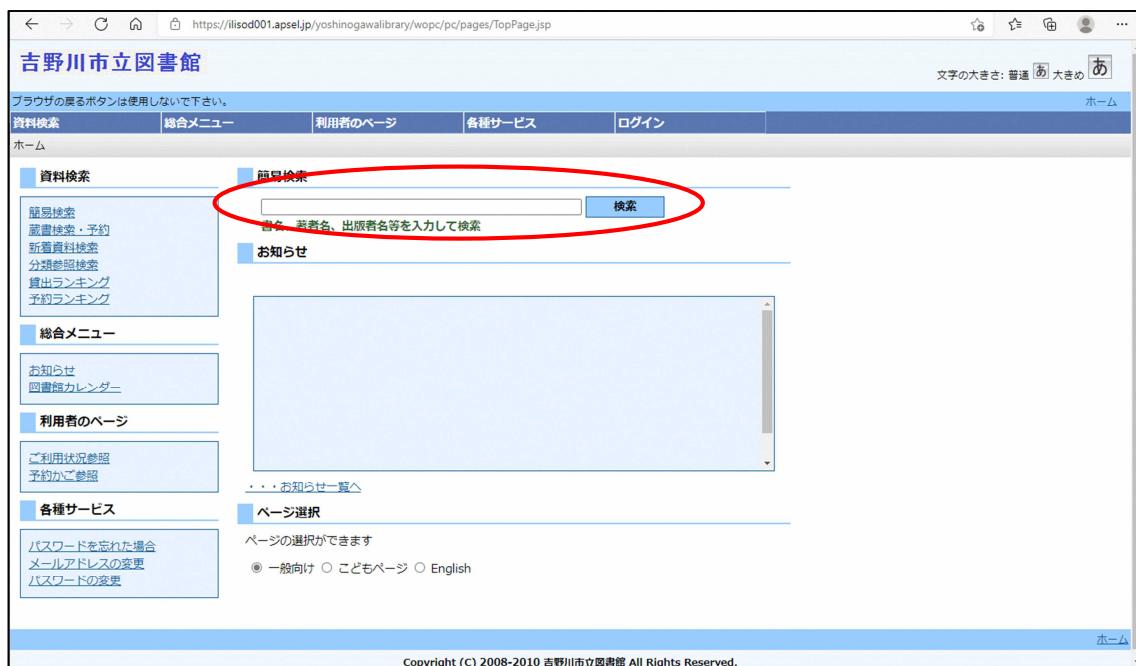 https://ilisod001.apsel.jp/yoshinogawalibrary/wopc/pc/pages/TopPage.jsp
吉野川市立図書館
文字の大きさ: 普通 あ 大きめ あ
ブラウザの戻るボタンは使用しないで下さい。 ホーム
資料検索 総合メニュー 利用者のページ 各種サービス ログイン
ホーム
資料検索
簡易検索
蔵書検索・予約
新着資料検索
分類参照検索
貸出ランキング
予約ランキング
総合メニュー
お知らせ
図書館カレンダー
利用者のページ
ご利用状況参照
予約かご参照
各種サービス
パスワードを忘れた場合
メールアドレスの変更
パスワードの変更
簡易検索
検索
書名、著者名、出版者名等を入力して検索
お知らせ
・・・お知らせ一覧へ
ページ選択
ページの選択ができます
一般向け こどもページ English
ホーム
Copyright (C) 2008-2010 吉野川市立図書館 All Rights Reserved.